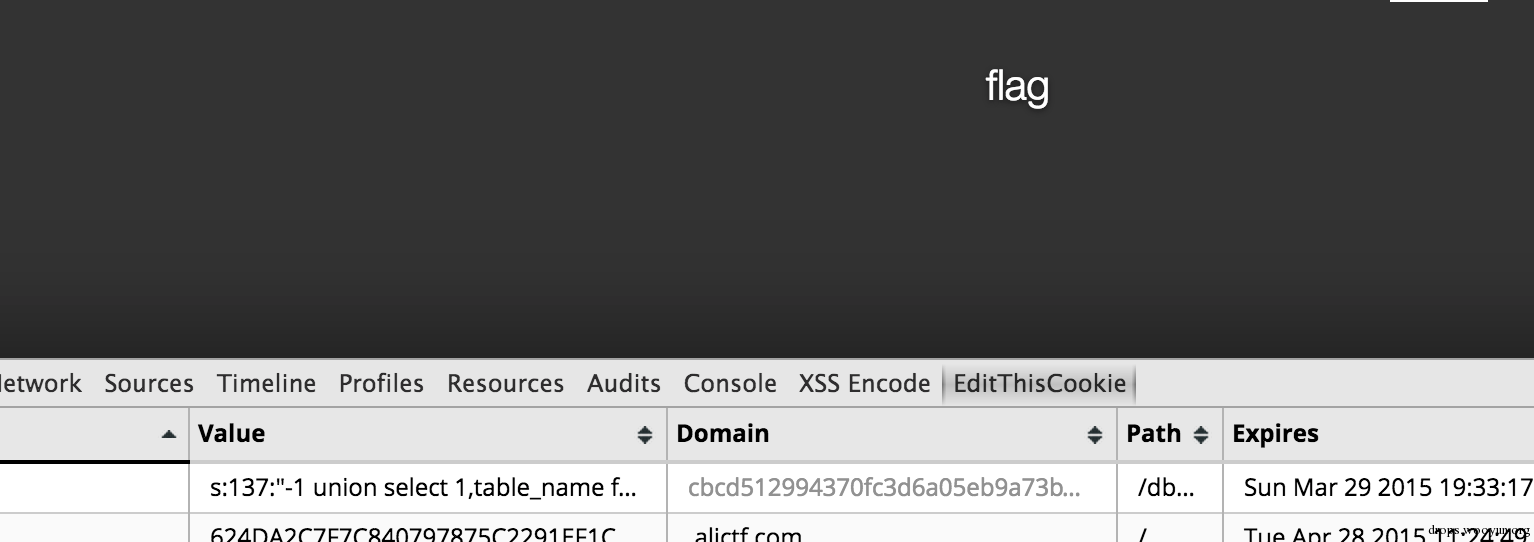 flag
etwork Sources Timeline Profiles Resources Audits Console XSS Encode EditThisCookie
Value Domain Path Expires
s:137:"-1 union select 1,table_name f... cbcd512994370fc3d6a05eb9a73b... /db... Sun Mar 29 2015 19:33:17
624DA2C7F7C840797875C2291EF1C alictf.com / Tue Apr 28 2015 11:24:49
drops.wooyun.org